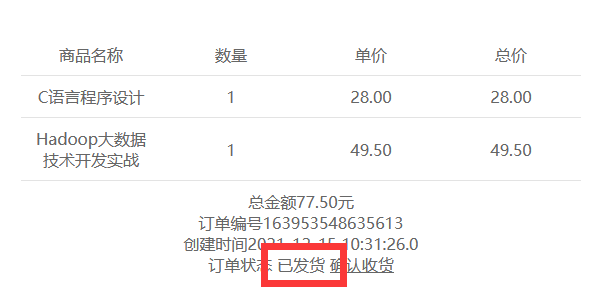 商品名称 数量 单价 总价
C语言程序设计 1 28.00 28.00
Hadoop大数据
技术开发实战 1 49.50 49.50
总金额77.50元
订单编号163953548635613
创建时间2021-12-15 10:31:26.0
订单状态 已发货 确认收货